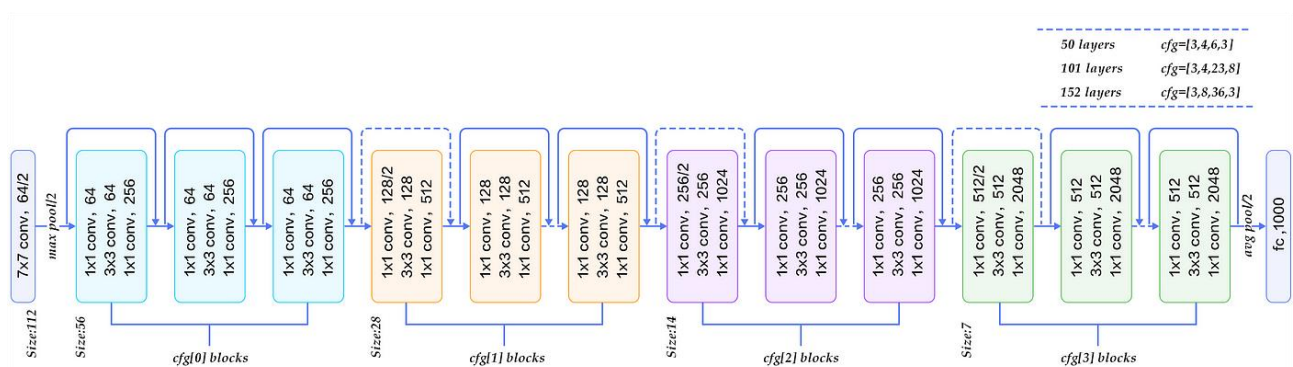 50 layers cfg=[3,4,6,3]
101 layers cfg=[3,4,23,8]
152 layers cfg=[3,8,36,3]
7x7 conv, 64/2
max pool/2
1x1 conv, 64
3x3 conv, 64
1x1 conv, 256
1x1 conv, 64
3x3 conv, 64
1x1 conv, 256
1x1 conv, 64
3x3 conv, 64
1x1 conv, 256
1x1 conv, 128/2
3x3 conv, 128
1x1 conv, 512
1x1 conv, 128
3x3 conv, 128
1x1 conv, 512
1x1 conv, 128
3x3 conv, 128
1x1 conv, 512
1x1 conv, 256/2
3x3 conv, 256
1x1 conv, 1024
1x1 conv, 256
3x3 conv, 256
1x1 conv, 1024
1x1 conv, 256
3x3 conv, 256
1x1 conv, 1024
1x1 conv, 512/2
3x3 conv, 512
1x1 conv, 2048
1x1 conv, 512
3x3 conv, 512
1x1 conv, 2048
1x1 conv, 512
3x3 conv, 512
1x1 conv, 2048
avg pool/2
fc ,1000
Size:112
Size:56
cfg[0] blocks
Size:28
cfg[1] blocks
Size:14
cfg[2] blocks
Size:7
cfg[3] blocks